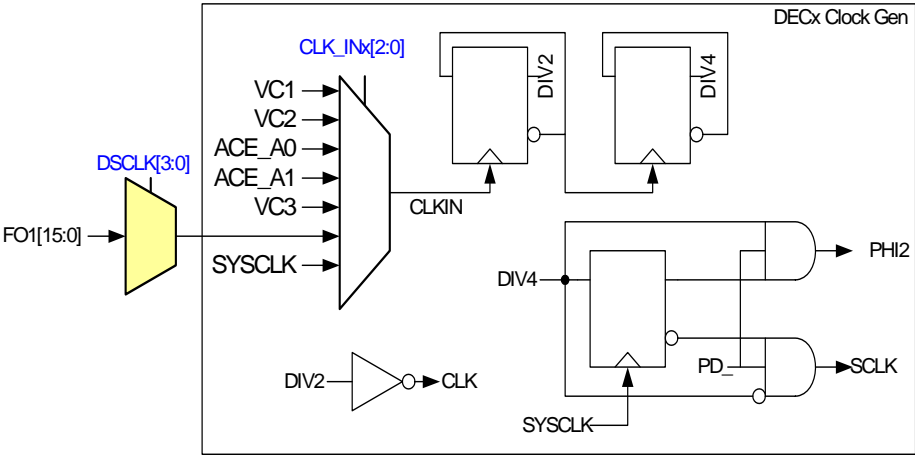 DECx Clock Gen
CLK_INx[2:0]
VC1
VC2
ACE_A0
ACE_A1
VC3
SYSCLK
DSCLK[3:0]
FO1[15:0]
CLKIN
DIV2
DIV4
DIV4
PHI2
PD_
SCLK
SYSCLK
DIV2
CLK